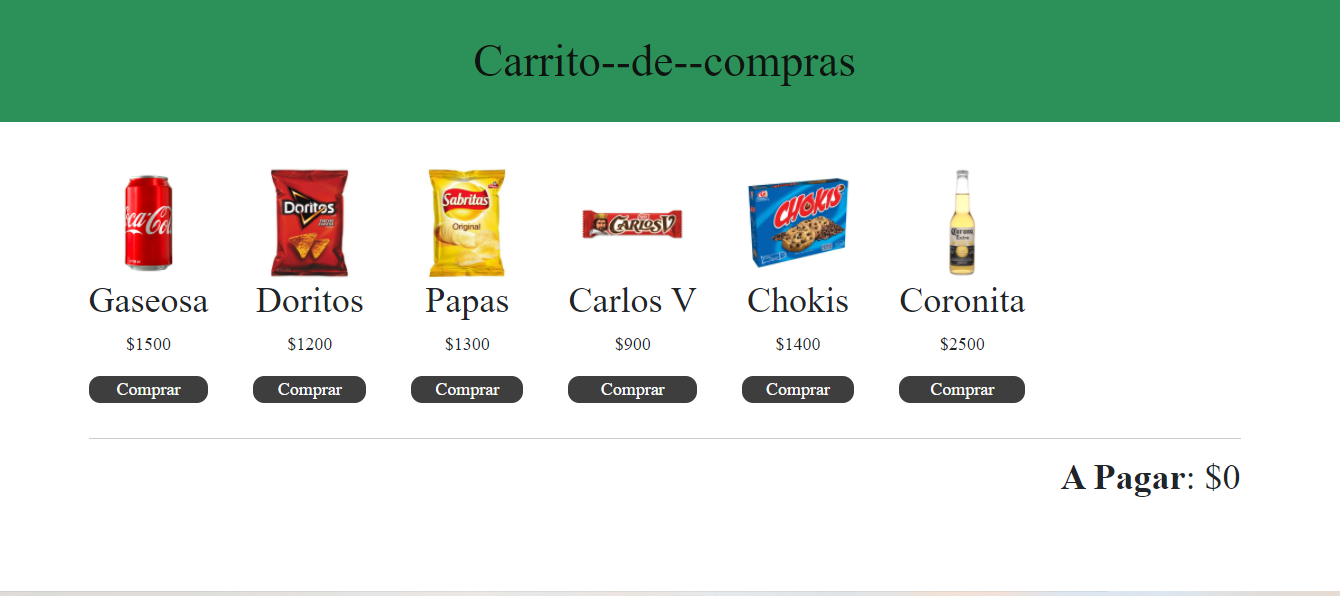 Carrito--de--compras
Coca-Cola
Doritos
Sabritas
Original
CARLOS V
CHOKIS
Corona
Extra
Gaseosa Doritos Papas Carlos V Chokis Coronita
$1500 $1200 $1300 $900 $1400 $2500
Comprar Comprar Comprar Comprar Comprar Comprar
A Pagar: $0